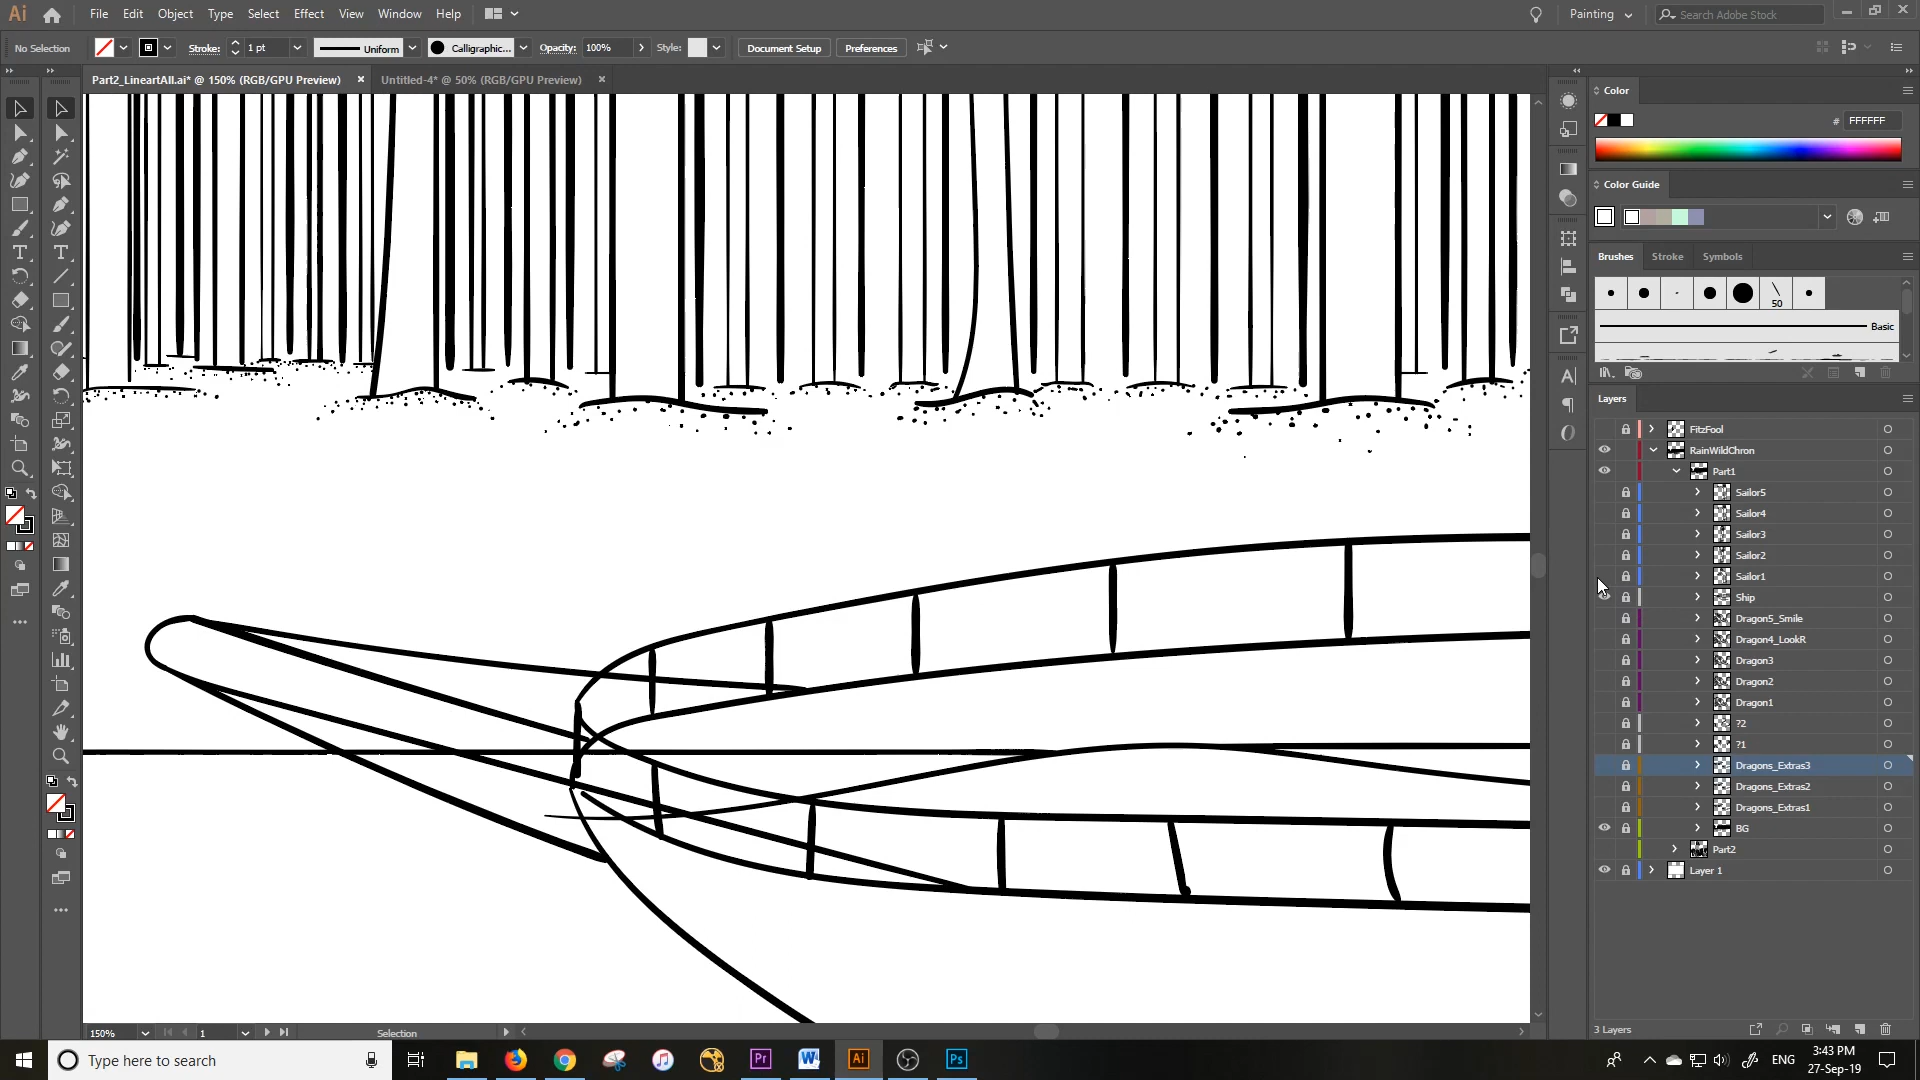 Ai File Edit Object Type Select Effect View Window Help Painting Search Adobe Stock
No Selection Stroke: 1 pt Uniform Calligraphic... Opacity: 100% Style: Document Setup Preferences
Part2_LineartAll.ai* @ 150% (RGB/GPU Preview) × Untitled-4* @ 50% (RGB/GPU Preview) ×
Color
# FFFFFF
Color Guide
Brushes Stroke Symbols
50
Basic
Layers
FitzFool
RainWildChron
Part1
Sailor5
Sailor4
Sailor3
Sailor2
Sailor1
Ship
Dragon5_Smile
Dragon4_LookR
Dragon3
Dragon2
Dragon1
?2
?1
Dragons_Extras3
Dragons_Extras2
Dragons_Extras1
BG
Part2
Layer 1
150% 1 Selection
3 Layers
Type here to search
Pr
W
Ai
Ps
ENG
3:43 PM
27-Sep-19